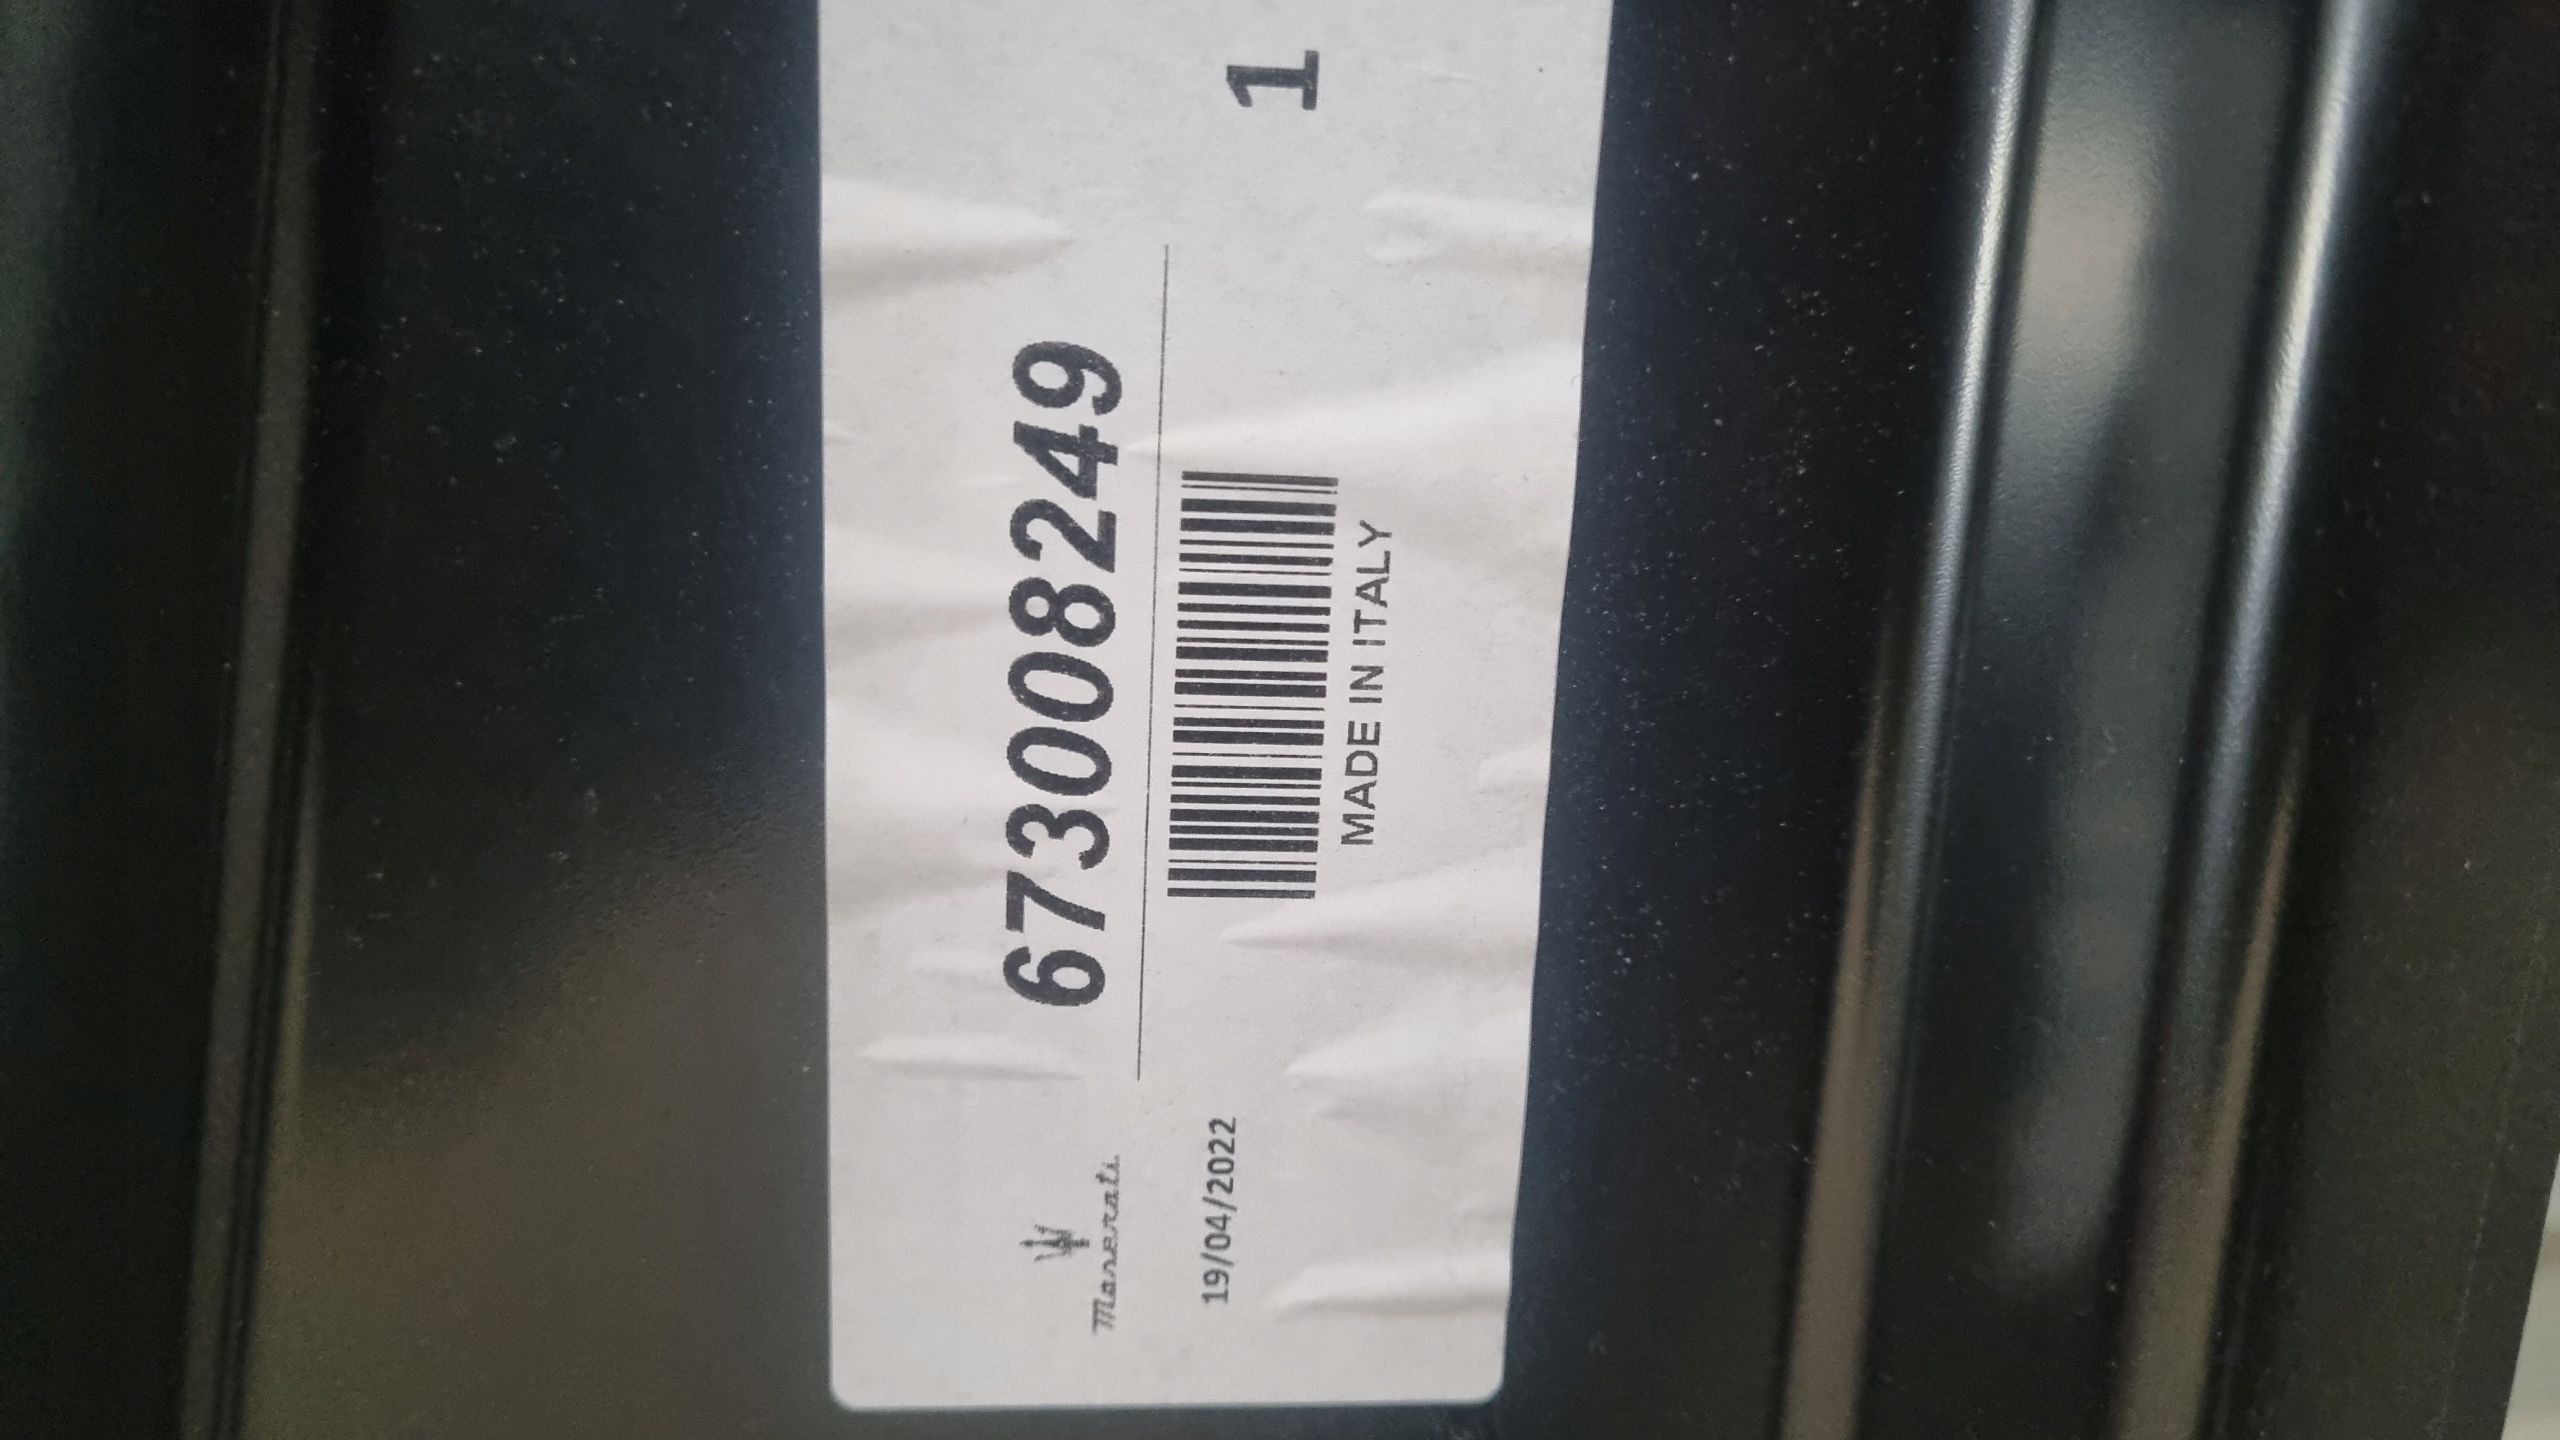 673008249
1
Maserati
19/04/2022
MADE IN ITALY